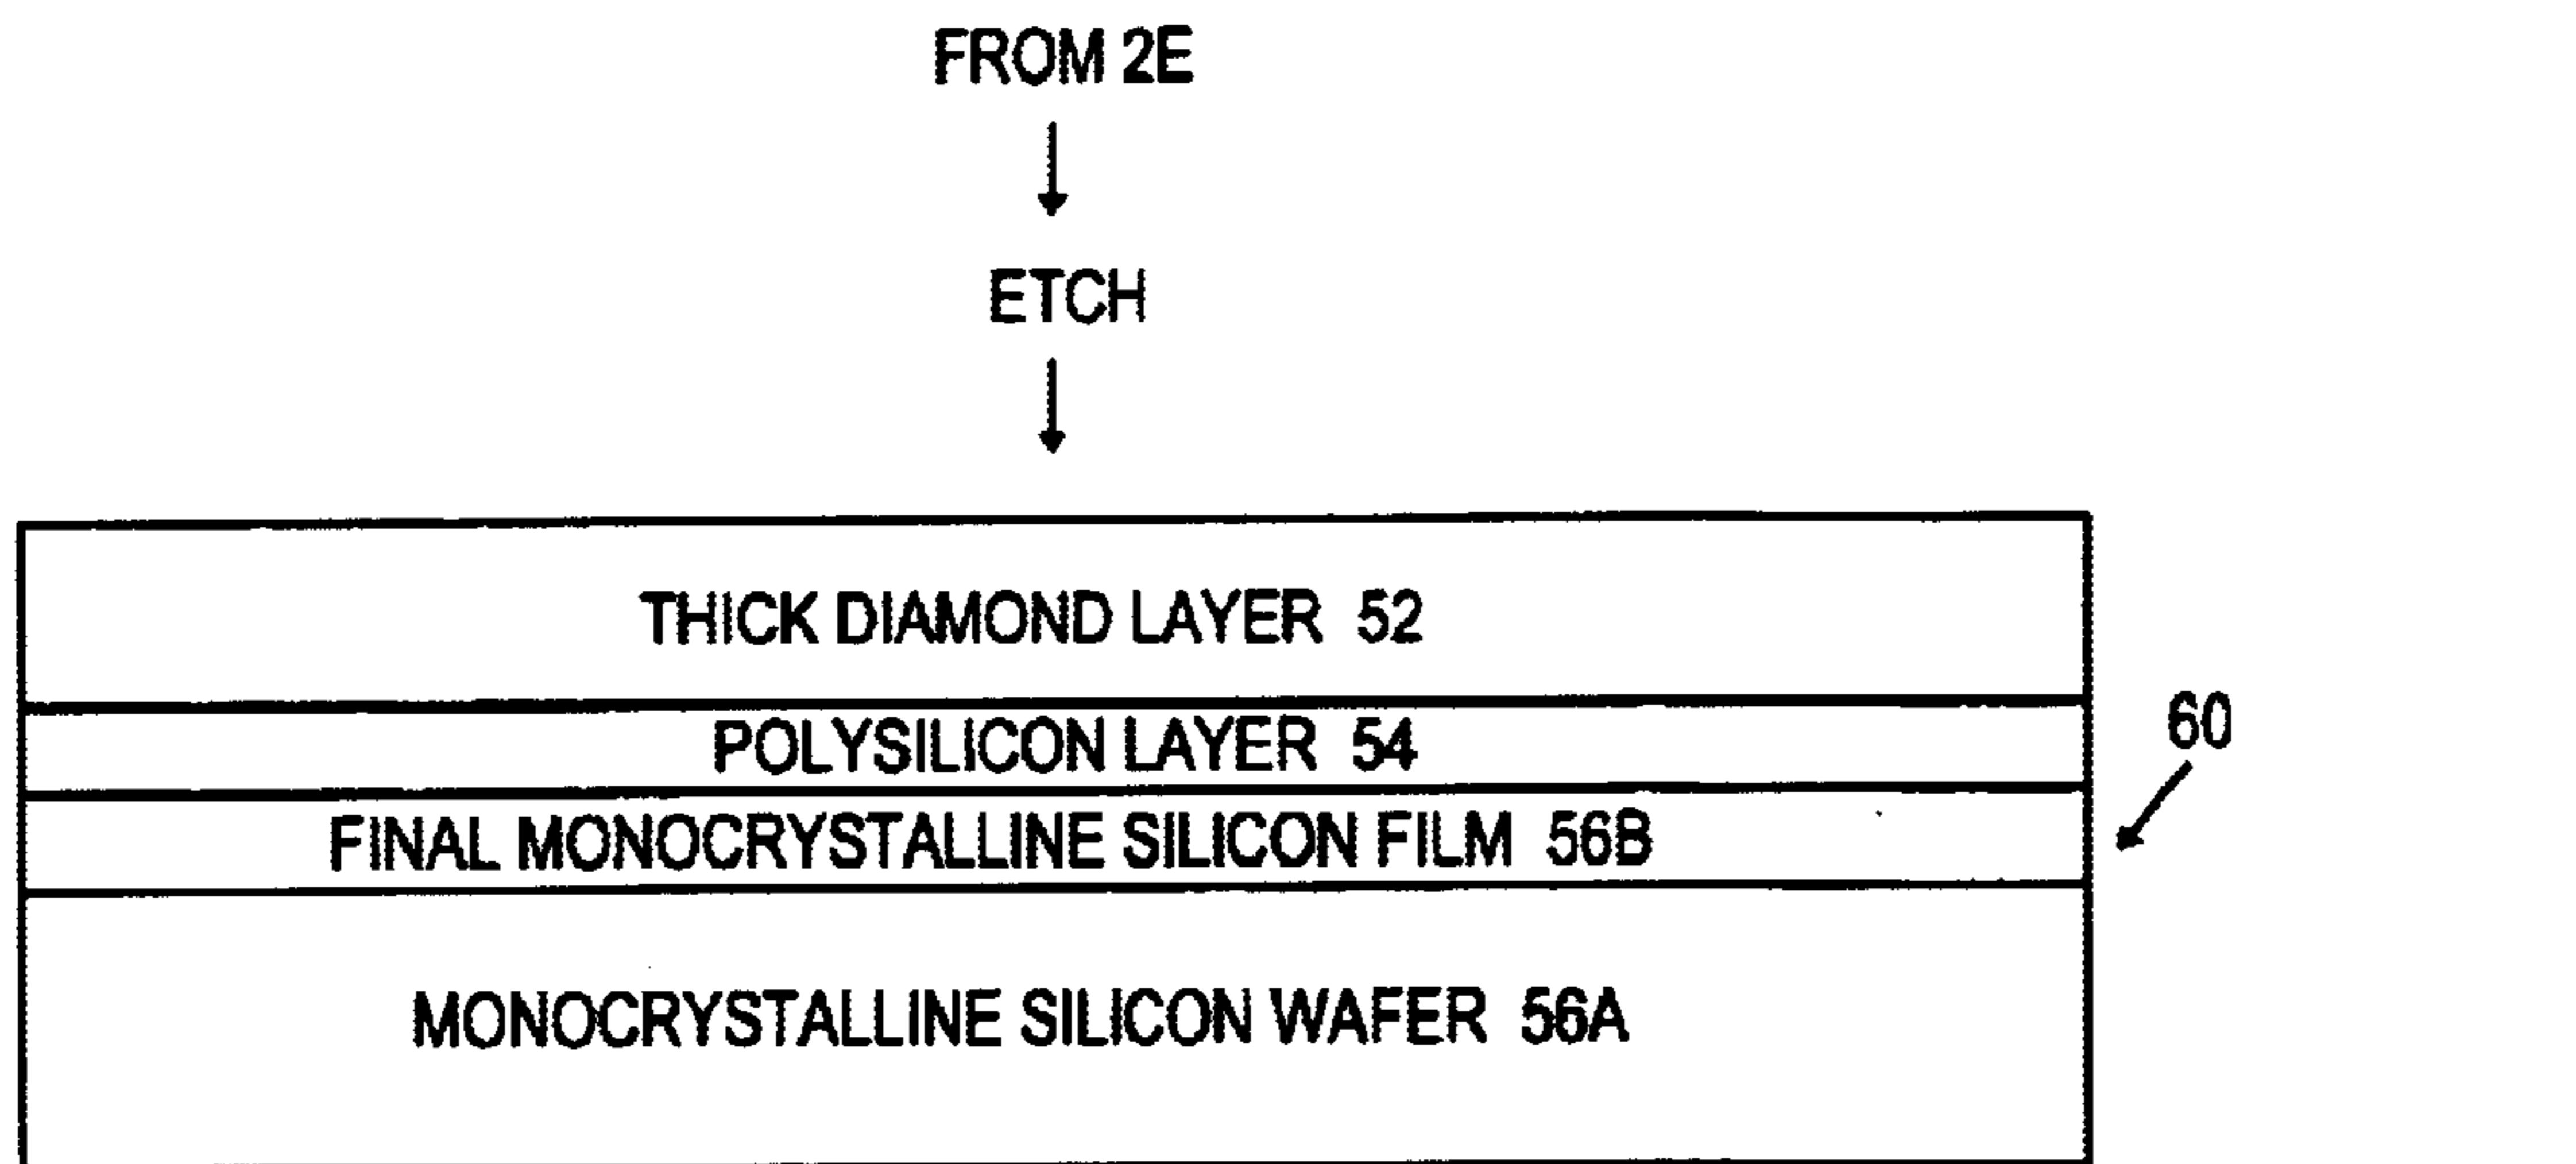 FROM 2E
ETCH
THICK DIAMOND LAYER 52
POLYSILICON LAYER 54
60
FINAL MONOCRYSTALLINE SILICON FILM 56B
MONOCRYSTALLINE SILICON WAFER 56A